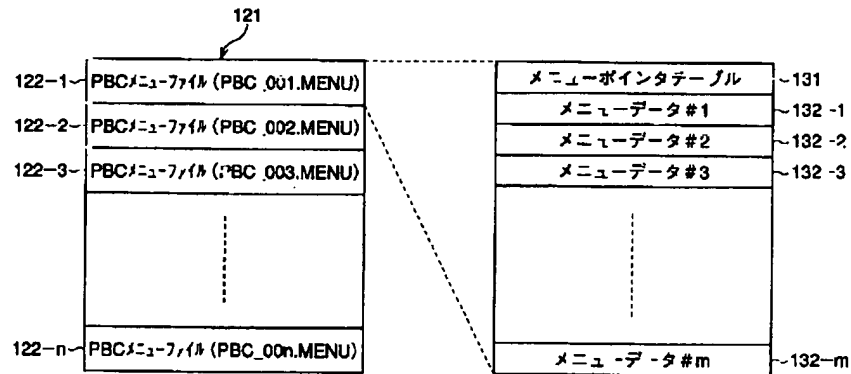 121
122-1 PBCメニューファイル (PBC_001.MENU)
122-2 PBCメニューファイル (PBC_002.MENU)
122-3 PBCメニューファイル (PBC_003.MENU)
122-n PBCメニューファイル (PBC_00n.MENU)
メニューポインタテーブル 131
メニューデータ#1 132-1
メニューデータ#2 132-2
メニューデータ#3 132-3
メニューデータ#m 132-m